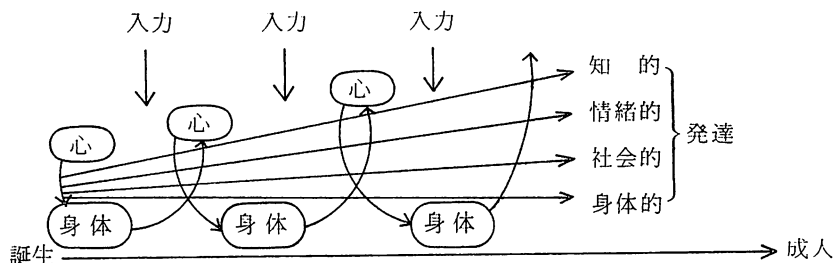 入力 入力 入力
心 心 心
知 的
情緒的
社会的
身体的
発達
身 体 身 体 身 体
誕生 成人